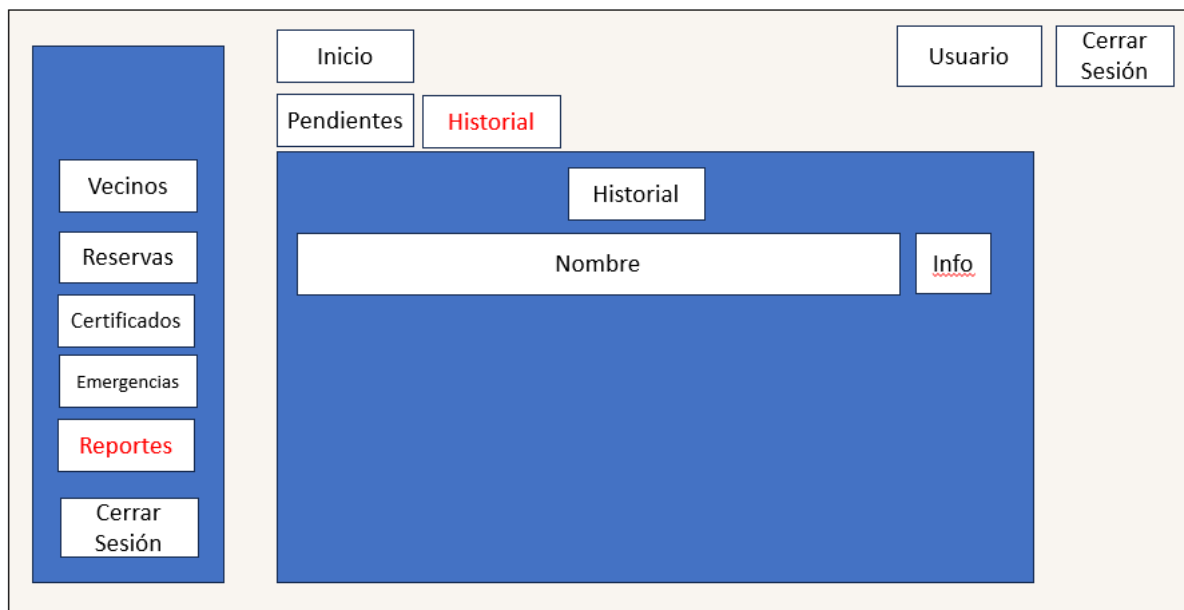 Inicio
Usuario
Cerrar
Sesión
Pendientes
Historial
Vecinos
Reservas
Certificados
Emergencias
Reportes
Cerrar
Sesión
Historial
Nombre
Info